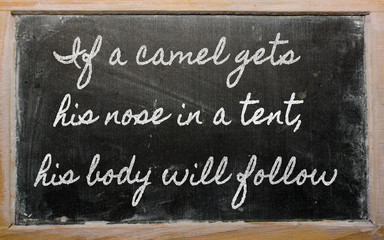 If a camel gets
his nose in a tent,
his body will follow